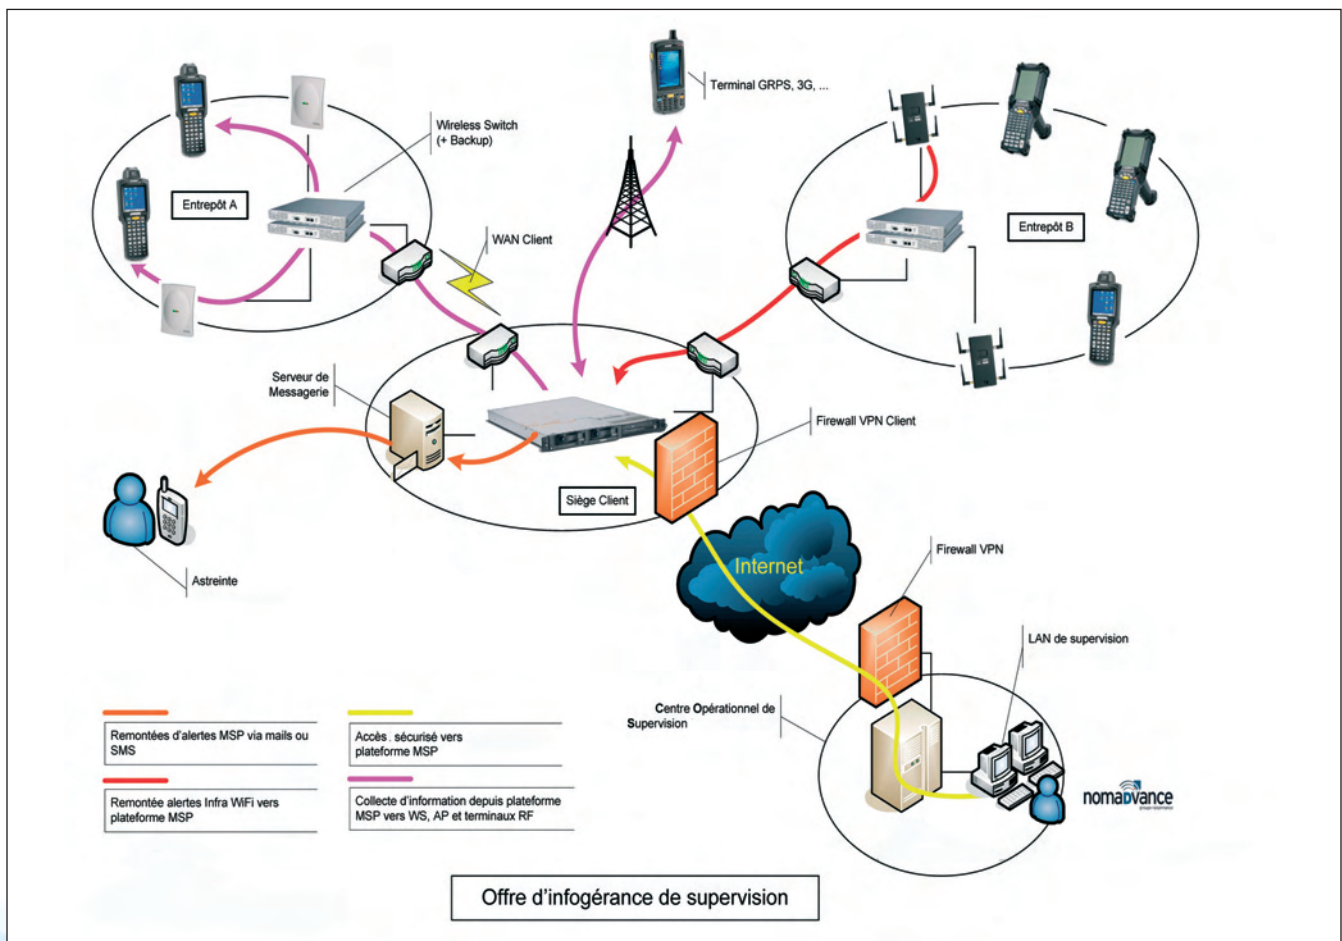 Terminal GRPS, 3G, ...
Wireless Switch
(+ Backup)
Entrepôt A
Entrepôt B
WAN Client
Serveur de
Messagerie
Firewall VPN Client
Siège Client
Astreinte
Internet
Firewall VPN
LAN de supervision
Centre Opérationnel de
Supervision
Remontées d'alertes MSP via mails ou
SMS
Accès . sécurisé vers
plateforme MSP
Remontée alertes Infra WiFi vers
plateforme MSP
Collecte d'information depuis plateforme
MSP vers WS, AP et terminaux RF
nomadvance
Offre d'infogérance de supervision